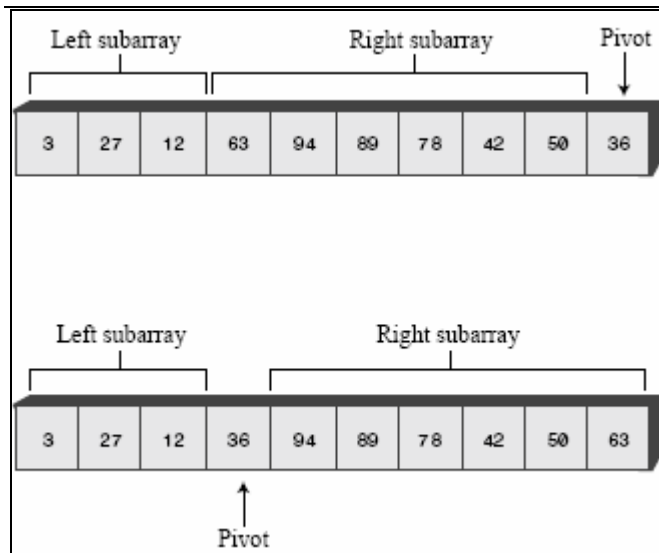 Left subarray Right subarray Pivot
3 27 12 63 94 89 78 42 50 36
Left subarray Right subarray
3 27 12 36 94 89 78 42 50 63
Pivot